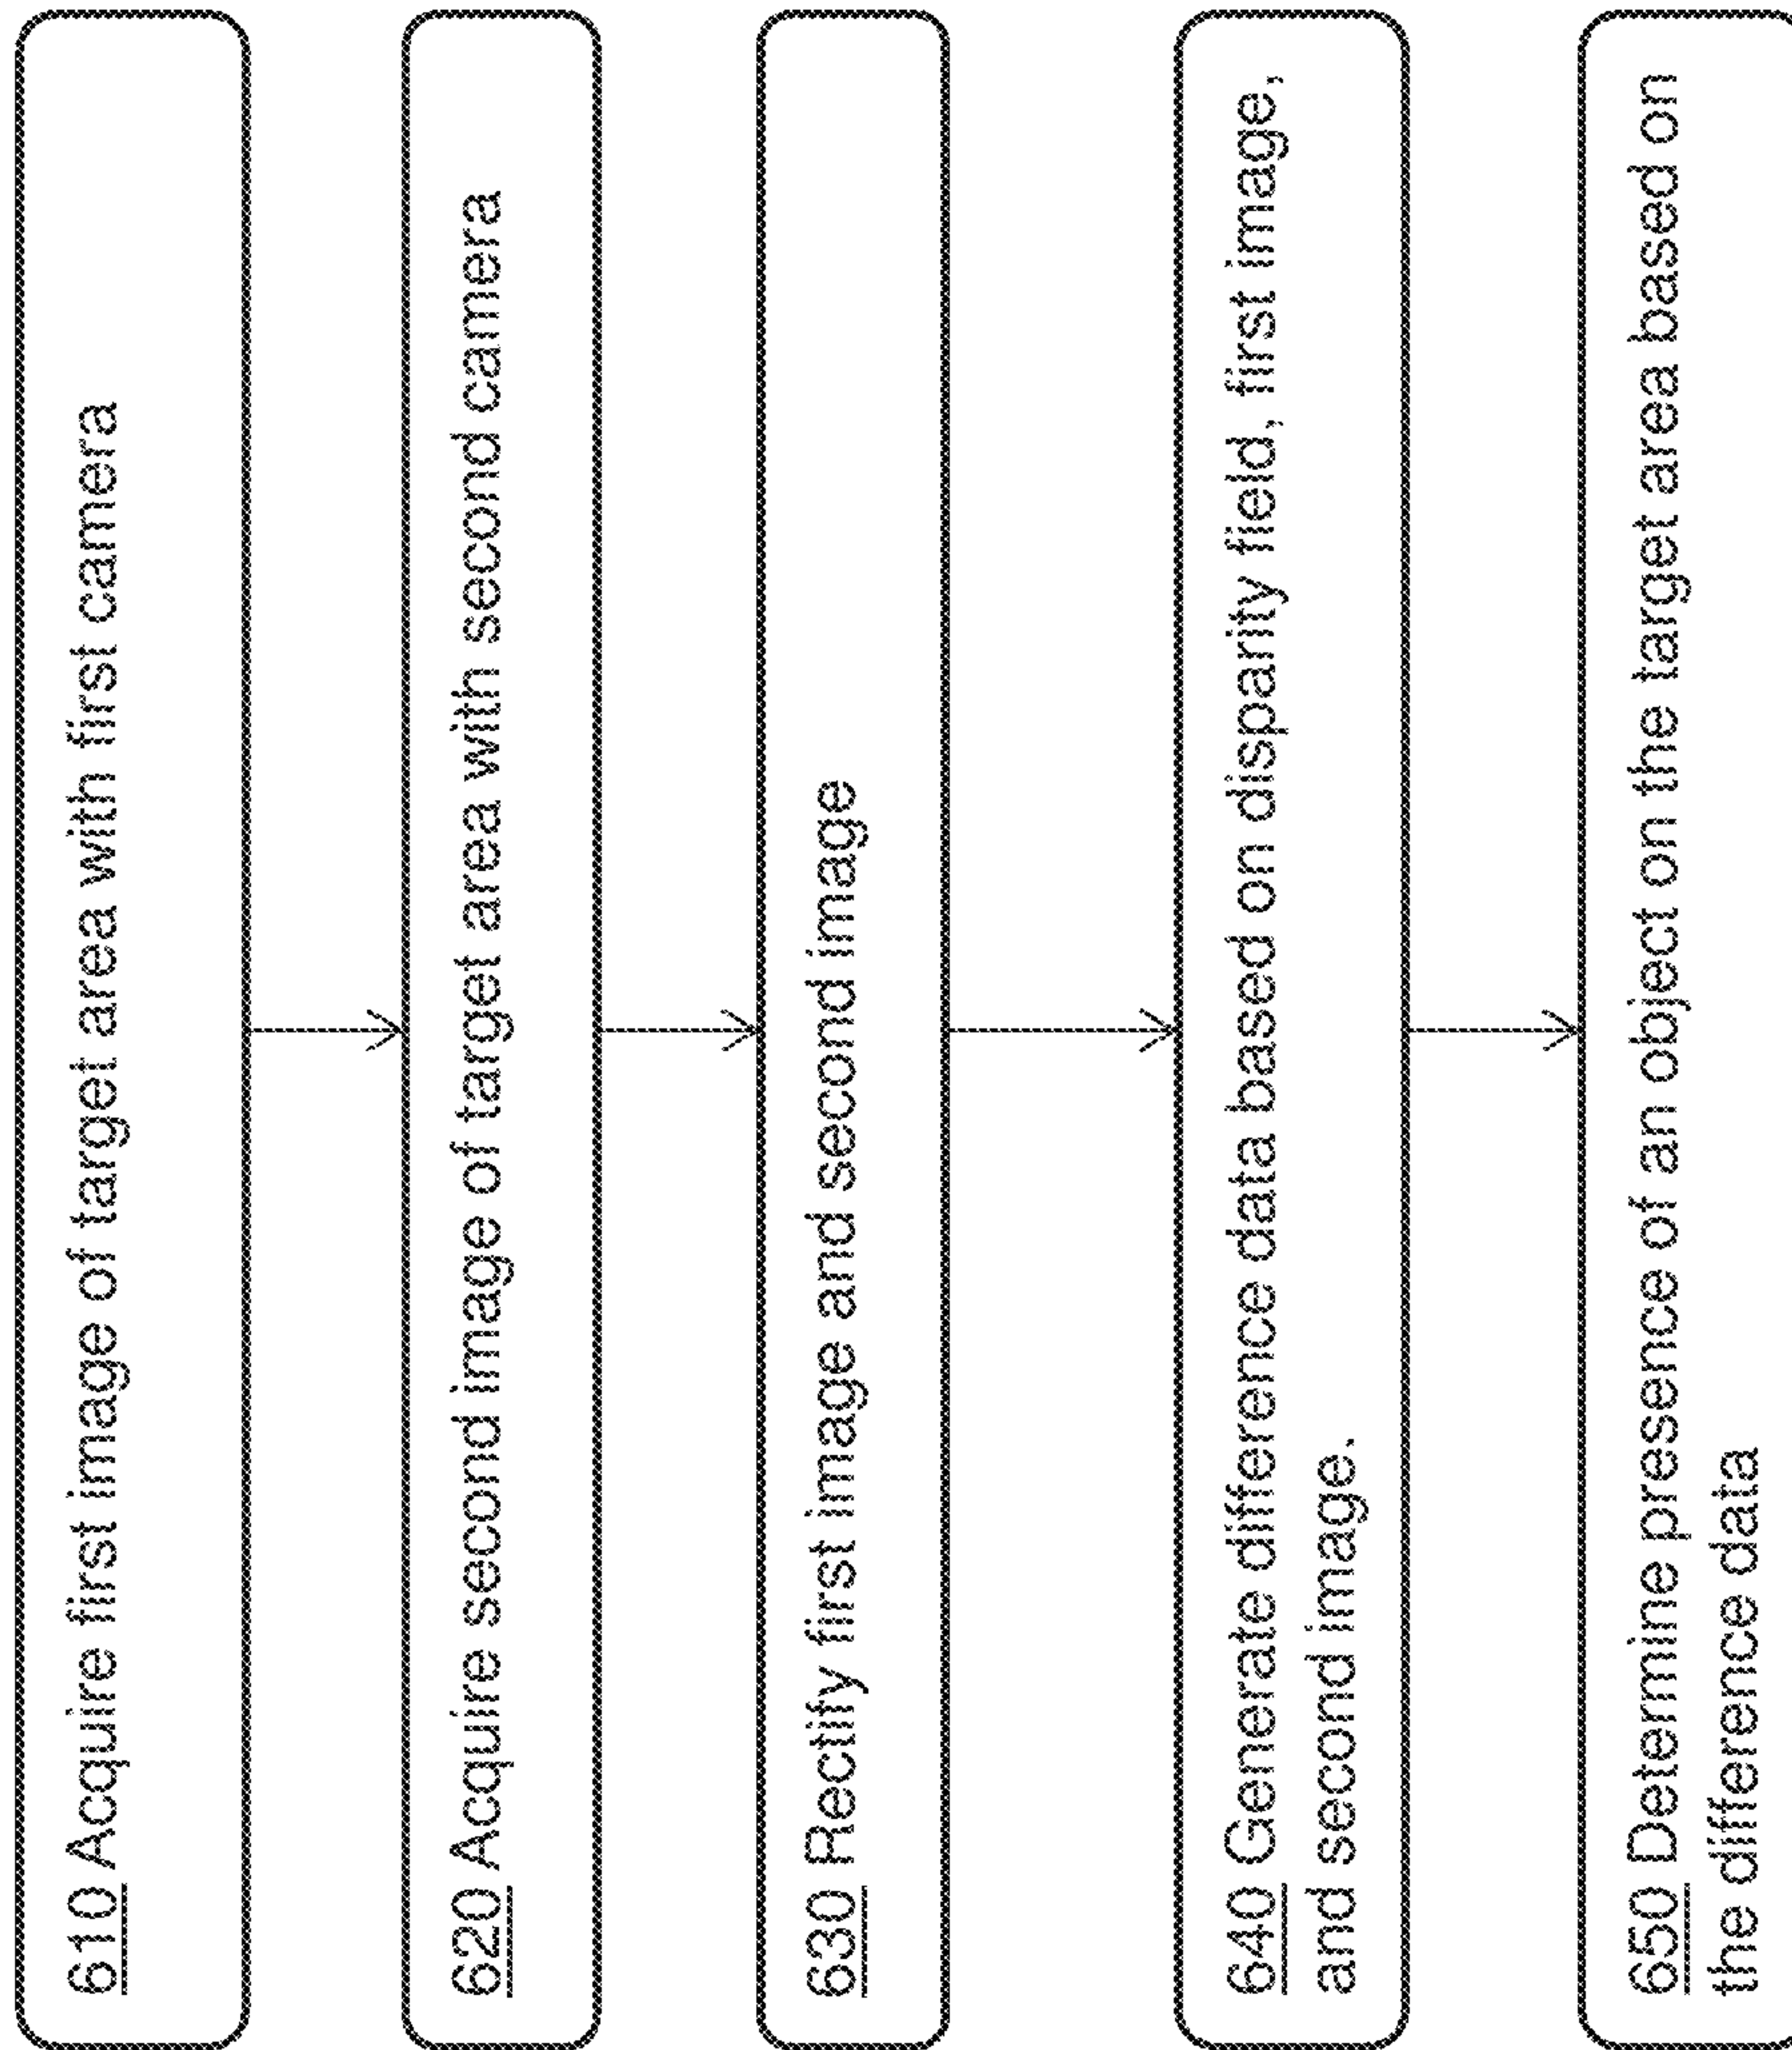 610 Acquire first image of target area with first camera
620 Acquire second image of target area with second camera
630 Rectify first image and second image
640 Generate difference data based on disparity field, first image,
and second image.
650 Determine presence of an object on the target area based on
the difference data